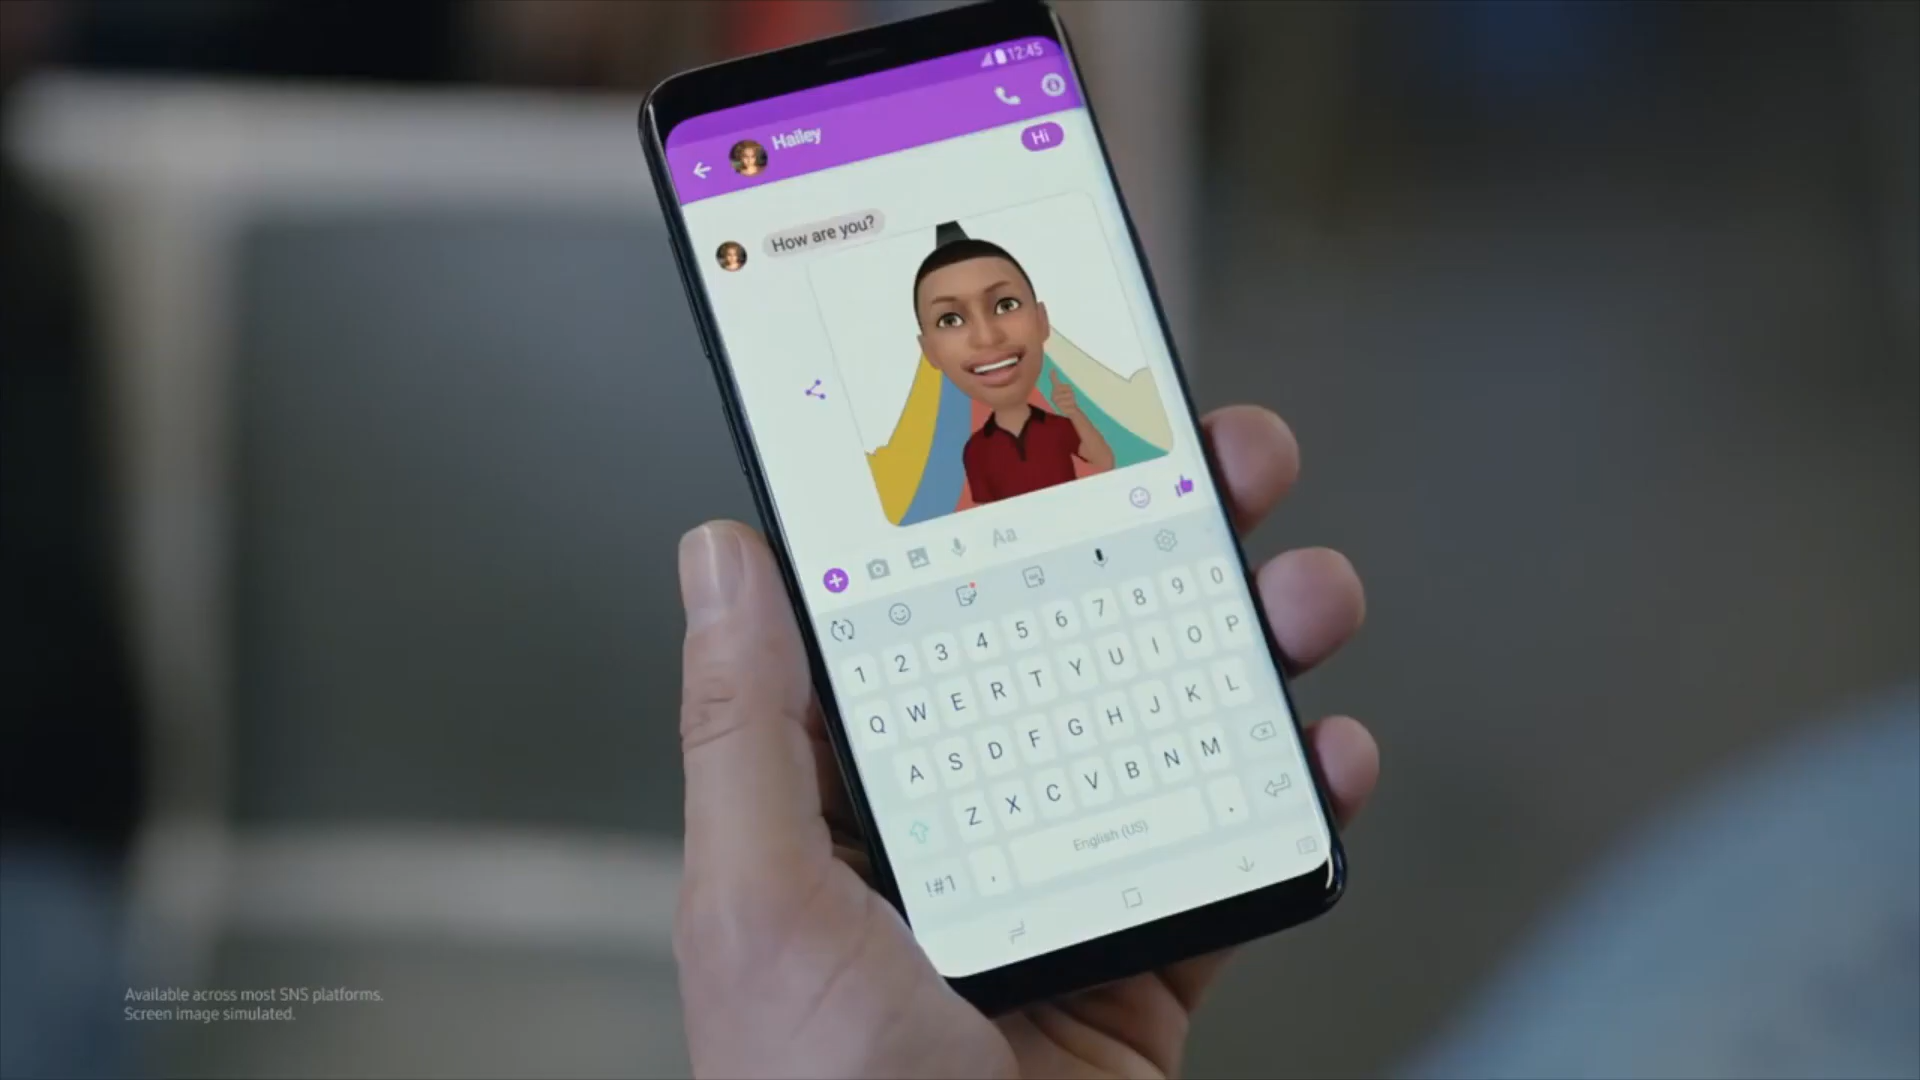 12:45
Hailey
Hi
How are you?
Aa
1 2 3 4 5 6 7 8 9 0
Q W E R T Y U I O P
A S D F G H J K L
Z X C V B N M
!#1 , English (US) .
Available across most SNS platforms.
Screen image simulated.